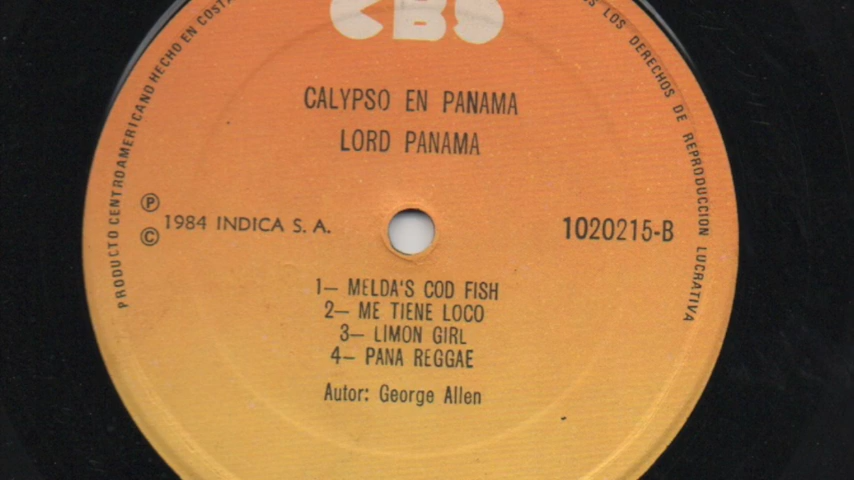 CBS
PRODUCTO CENTROAMERICANO HECHO EN COSTA
LOS DERECHOS DE REPRODUCCION LUCRATIVA
CALYPSO EN PANAMA
LORD PANAMA
Ⓟ
© 1984 INDICA S. A.
1020215-B
1— MELDA'S COD FISH
2— ME TIENE LOCO
3— LIMON GIRL
4— PANA REGGAE
Autor: George Allen